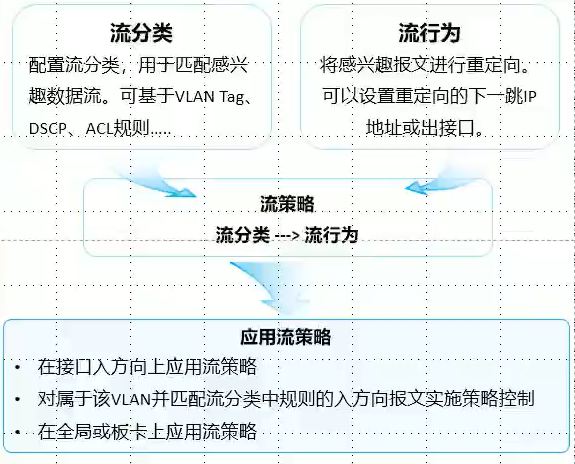 流分类
配置流分类，用于匹配感兴
趣数据流。可基于VLAN Tag、
DSCP、ACL规则…..
流行为
将感兴趣报文进行重定向。
可以设置重定向的下一跳IP
地址或出接口。
流策略
流分类 ---> 流行为
应用流策略
• 在接口入方向上应用流策略
• 对属于该VLAN并匹配流分类中规则的入方向报文实施策略控制
• 在全局或板卡上应用流策略